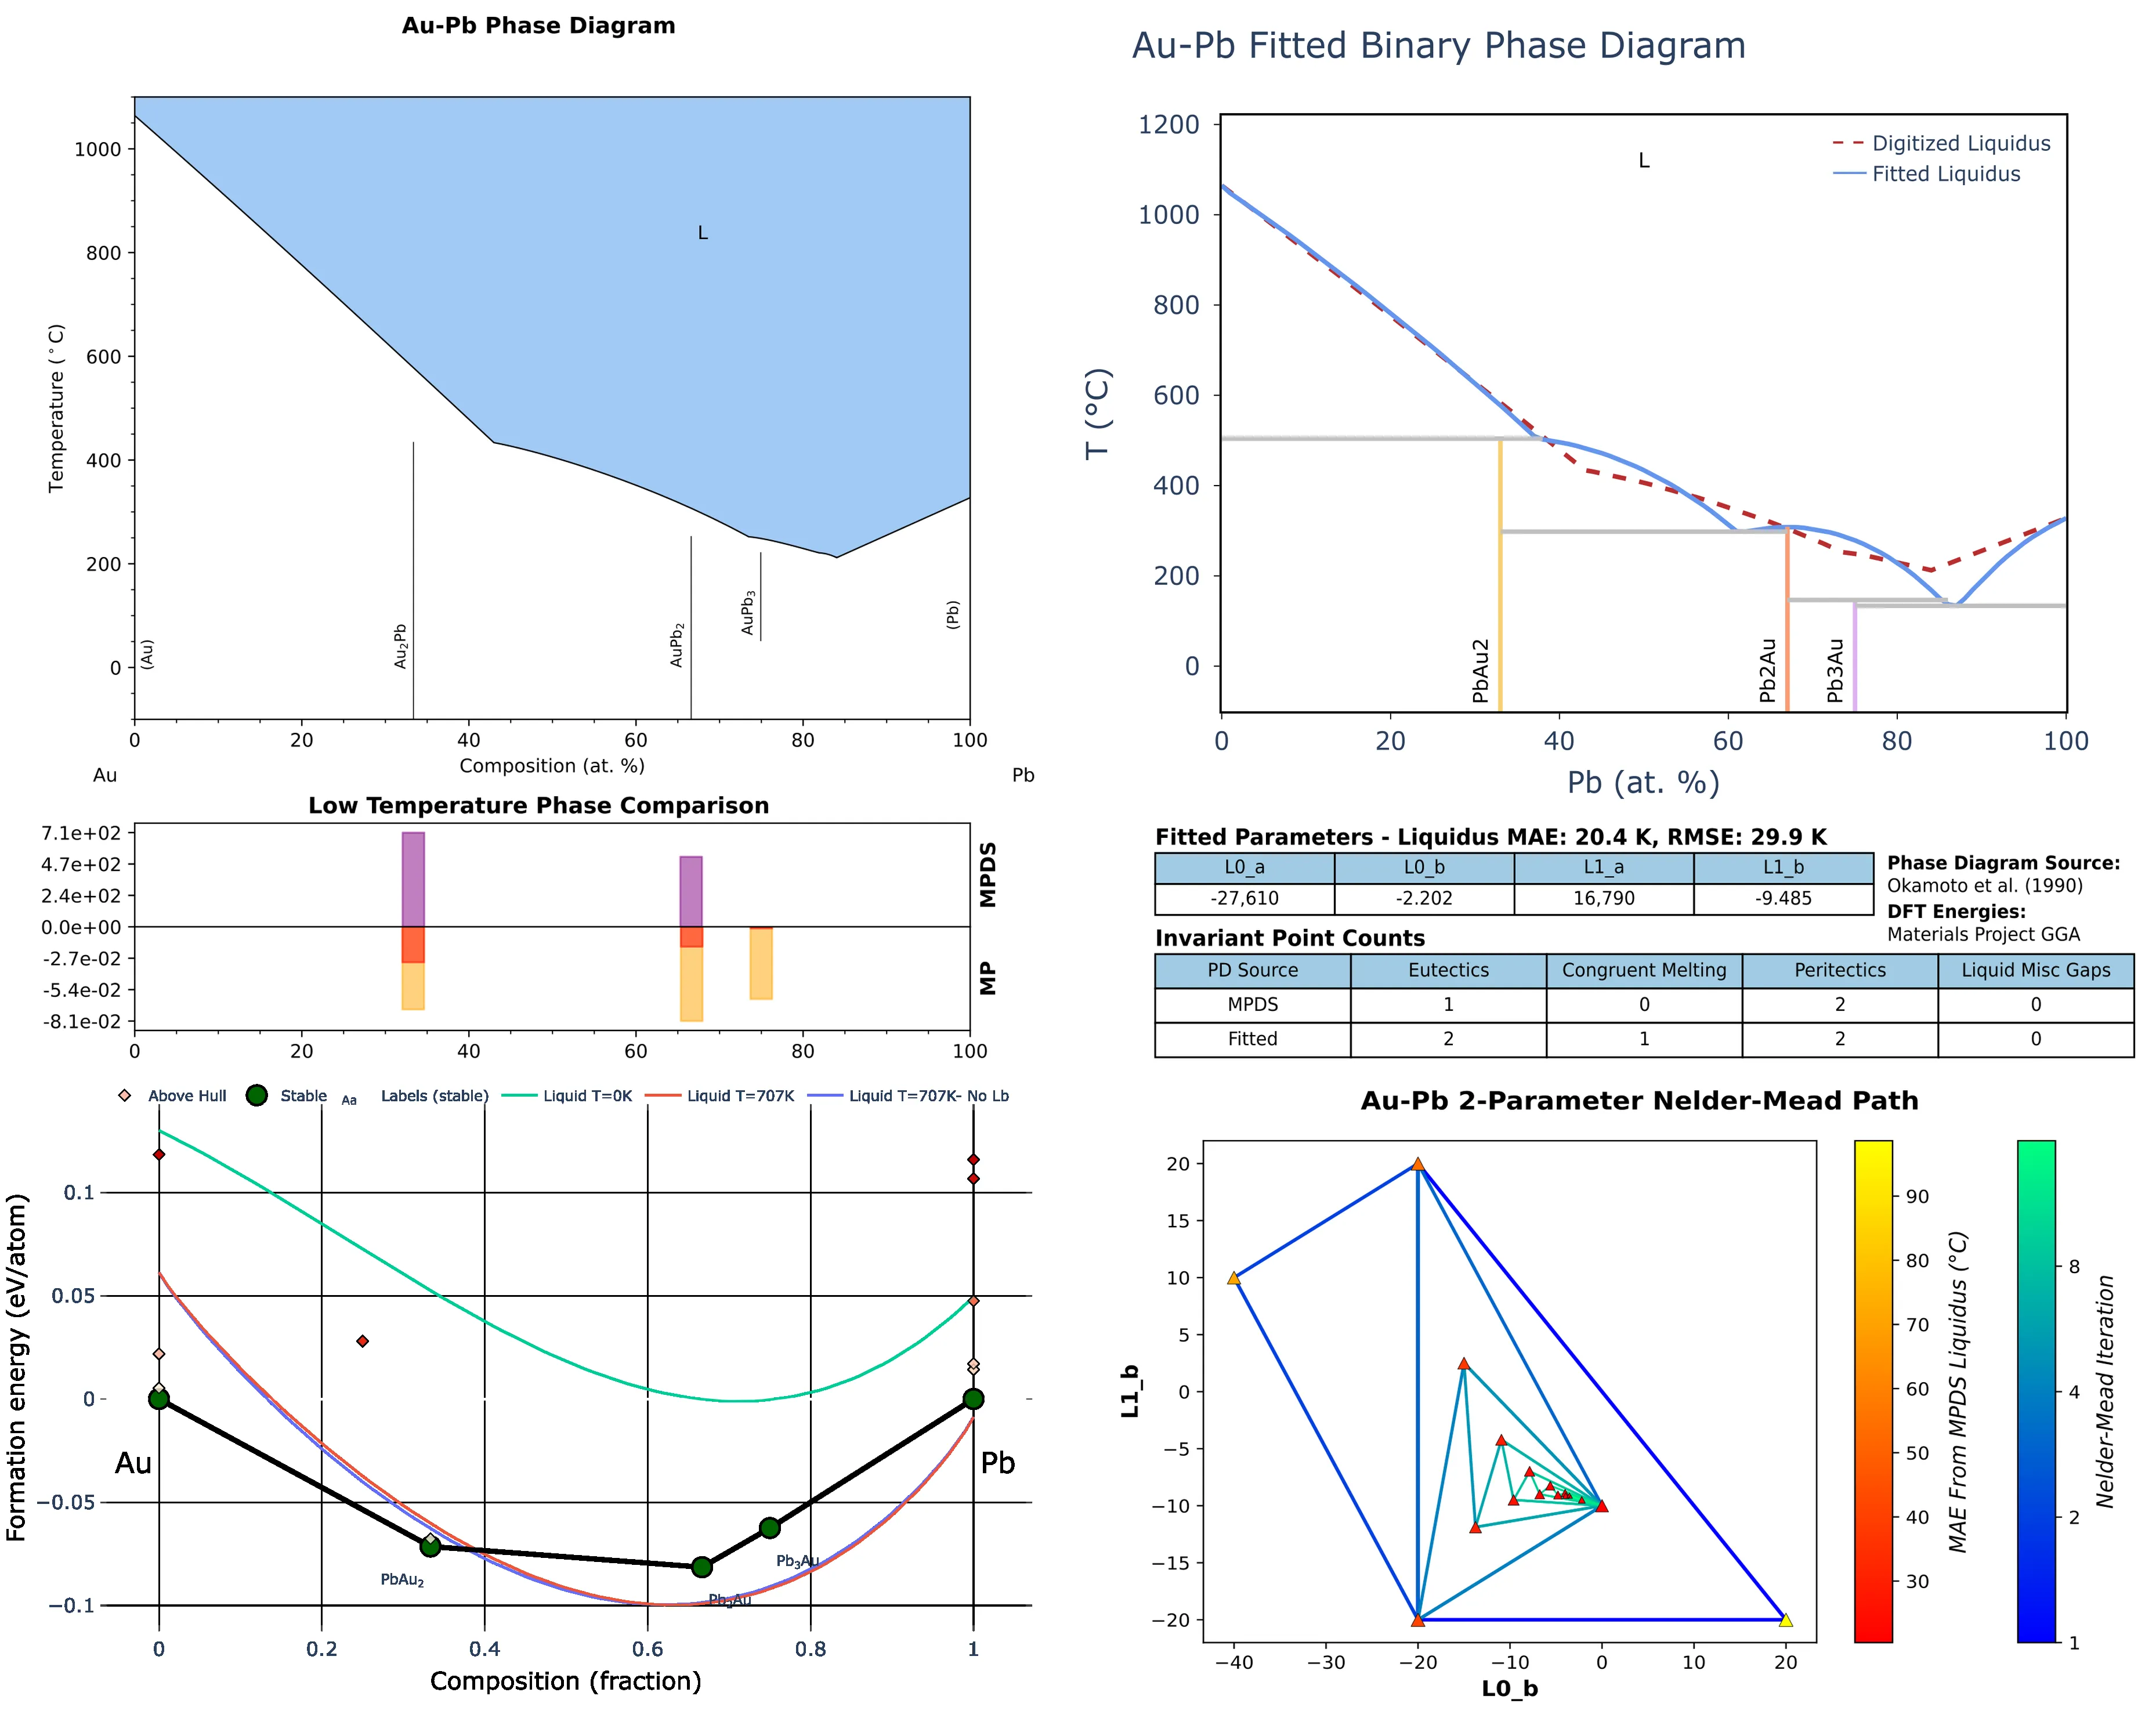 Au-Pb Phase Diagram
1000
800
600
400
200
0
Temperature (°C)
L
Au2Pb
AuPb2
AuPb3
(Au)
(Pb)
0 20 40 60 80 100
Composition (at. %)
Au Pb
Au-Pb Fitted Binary Phase Diagram
1200
1000
800
600
400
200
0
T (°C)
L
Digitized Liquidus
Fitted Liquidus
PbAu2
Pb2Au
Pb3Au
0 20 40 60 80 100
Pb (at. %)
Low Temperature Phase Comparison
7.1e+02
4.7e+02
2.4e+02
0.0e+00
-2.7e-02
-5.4e-02
-8.1e-02
MPDS
MP
0 20 40 60 80 100
Fitted Parameters - Liquidus MAE: 20.4 K, RMSE: 29.9 K
L0_a L0_b L1_a L1_b
-27,610 -2.202 16,790 -9.485
Phase Diagram Source:
Okamoto et al. (1990)
DFT Energies:
Materials Project GGA
Invariant Point Counts
PD Source Eutectics Congruent Melting Peritectics Liquid Misc Gaps
MPDS 1 0 2 0
Fitted 2 1 2 0
Above Hull Stable Aa Labels (stable) Liquid T=0K Liquid T=707K Liquid T=707K- No Lb
0.1
0.05
0
−0.05
−0.1
Formation energy (eV/atom)
Au
Pb
PbAu2
Pb3Au
0 0.2 0.4 0.6 0.8 1
Composition (fraction)
Au-Pb 2-Parameter Nelder-Mead Path
20
15
10
5
0
−5
−10
−15
−20
L1_b
−40 −30 −20 −10 0 10 20
L0_b
90
80
70
60
50
40
30
MAE From MPDS Liquidus (°C)
8
4
2
1
Nelder-Mead Iteration